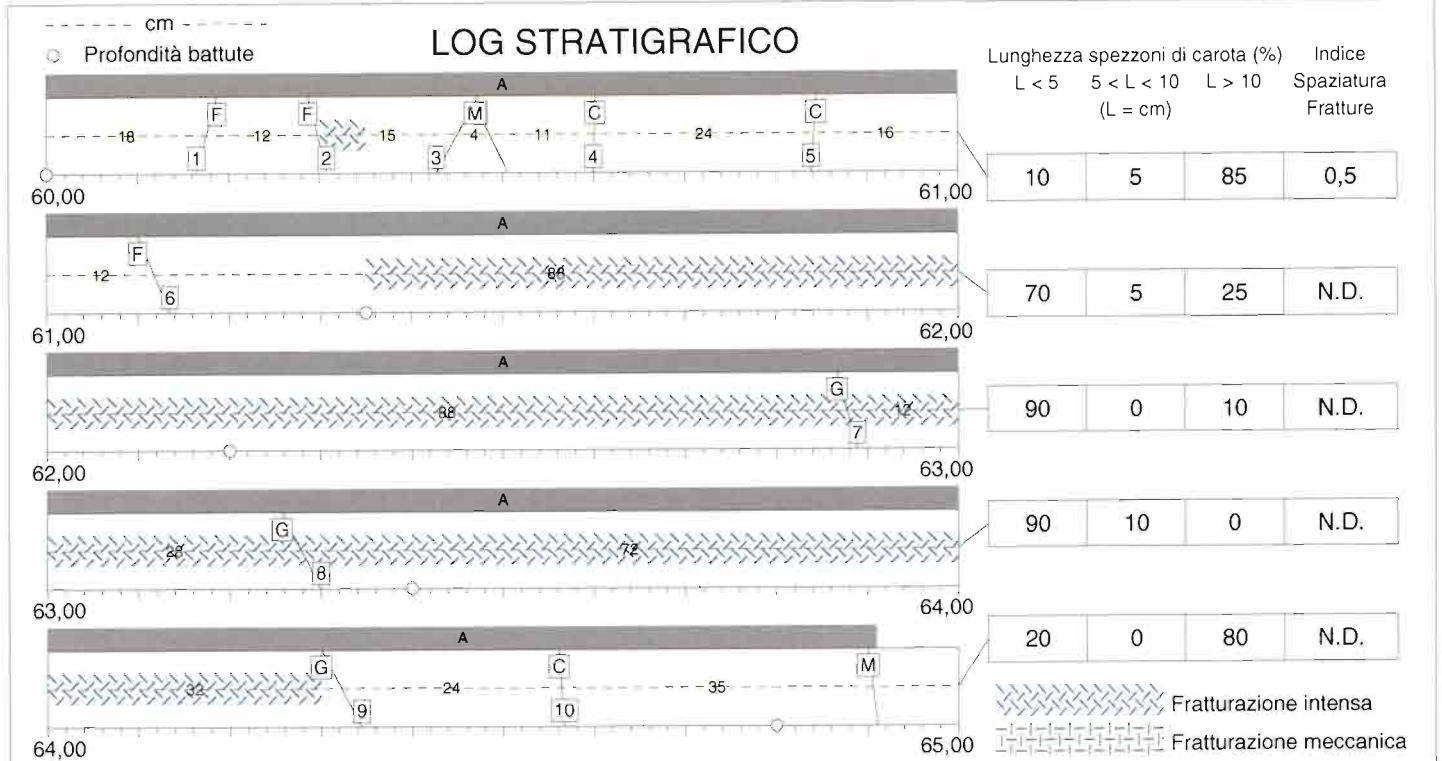 cm
Profondità battute
LOG STRATIGRAFICO
Lunghezza spezzoni di carota (%) Indice
L < 5 5 < L < 10 L > 10 Spaziatura
(L = cm) Fratture
A
F F M C C
18 12 15 4 11 24 16
1 2 3 4 5
60,00 61,00
10 5 85 0,5
A
F
12 86
6
61,00 62,00
70 5 25 N.D.
A
G
88 12
7
62,00 63,00
90 0 10 N.D.
A
G
28 72
8
63,00 64,00
90 10 0 N.D.
A
G C M
32 24 35
9 10
64,00 65,00
20 0 80 N.D.
Fratturazione intensa
Fratturazione meccanica